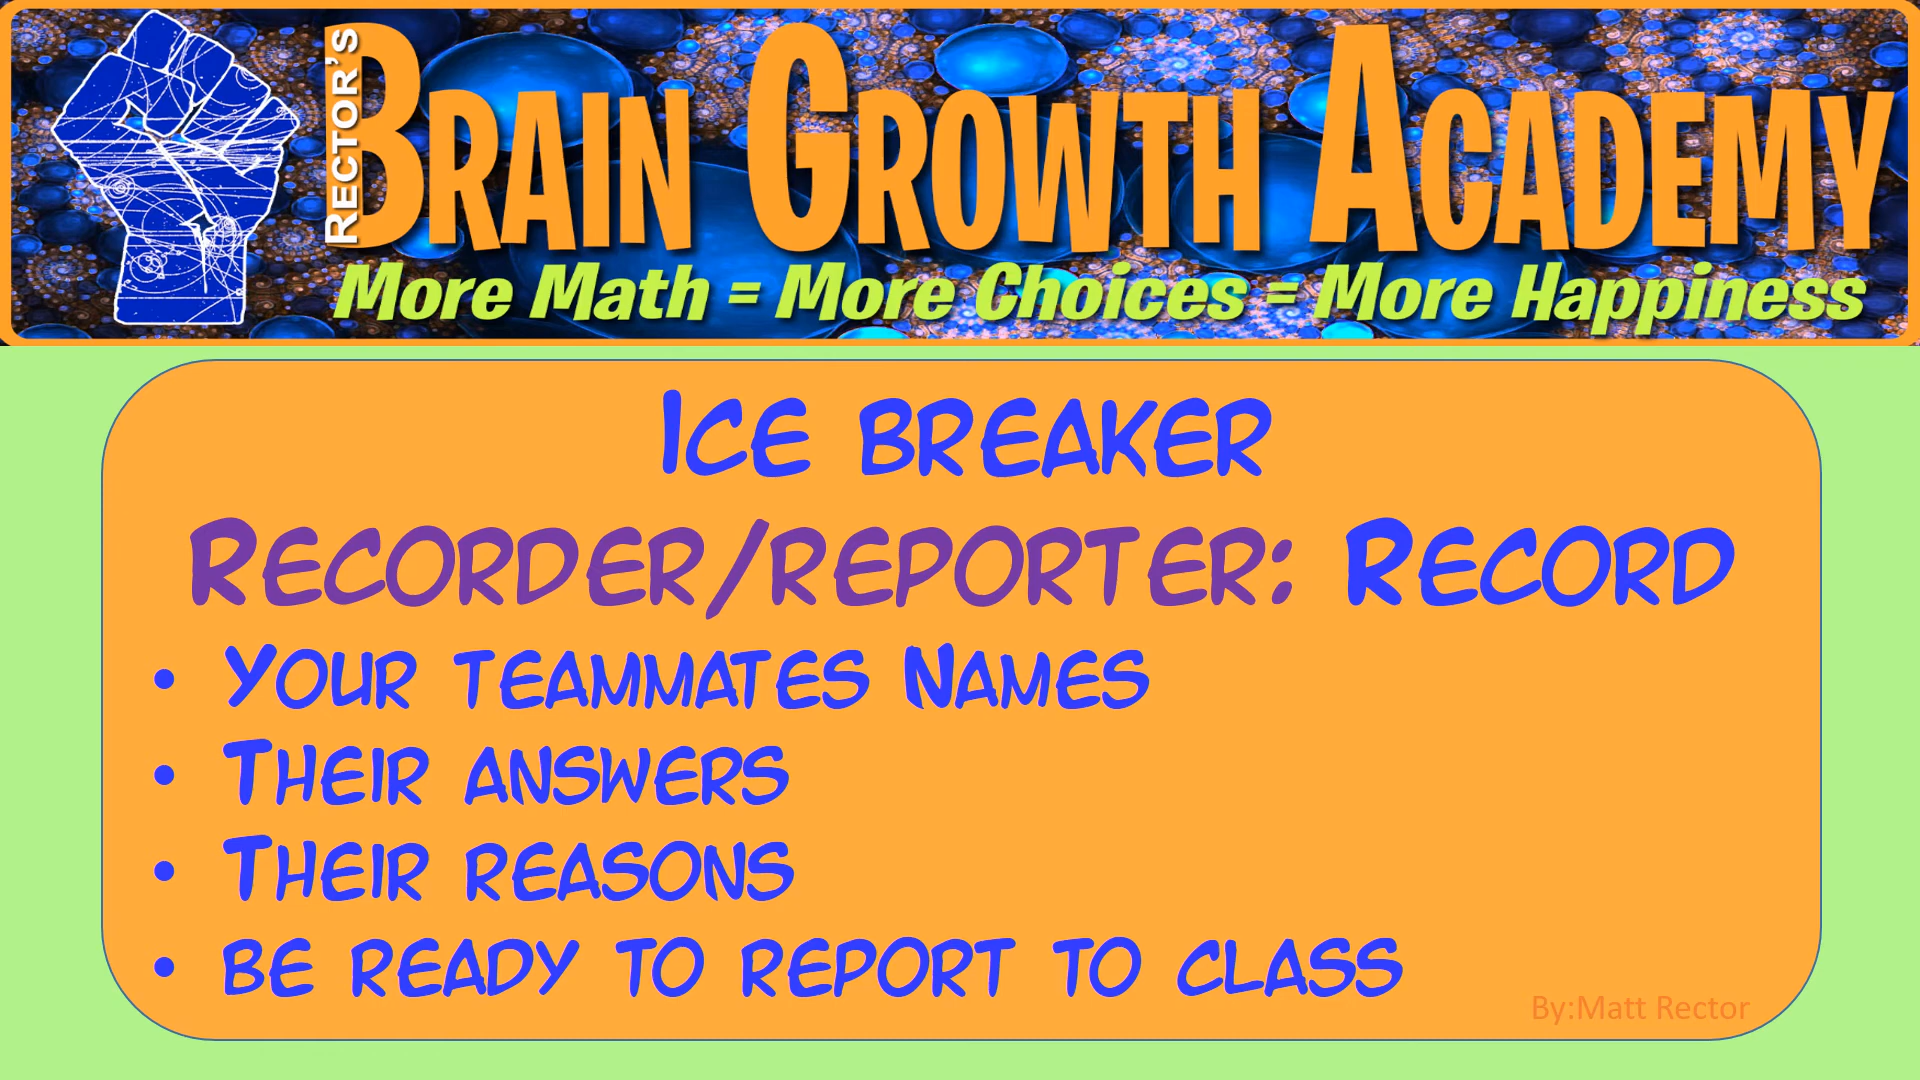 RECTOR'S
BRAIN GROWTH ACADEMY
More Math = More Choices = More Happiness
ICE BREAKER
RECORDER/REPORTER: RECORD
• YOUR TEAMMATES NAMES
• THEIR ANSWERS
• THEIR REASONS
• BE READY TO REPORT TO CLASS
By:Matt Rector